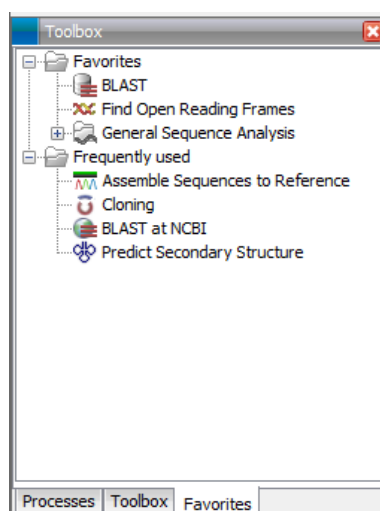 Toolbox
Favorites
BLAST
Find Open Reading Frames
General Sequence Analysis
Frequently used
Assemble Sequences to Reference
Cloning
BLAST at NCBI
Predict Secondary Structure
Processes Toolbox Favorites